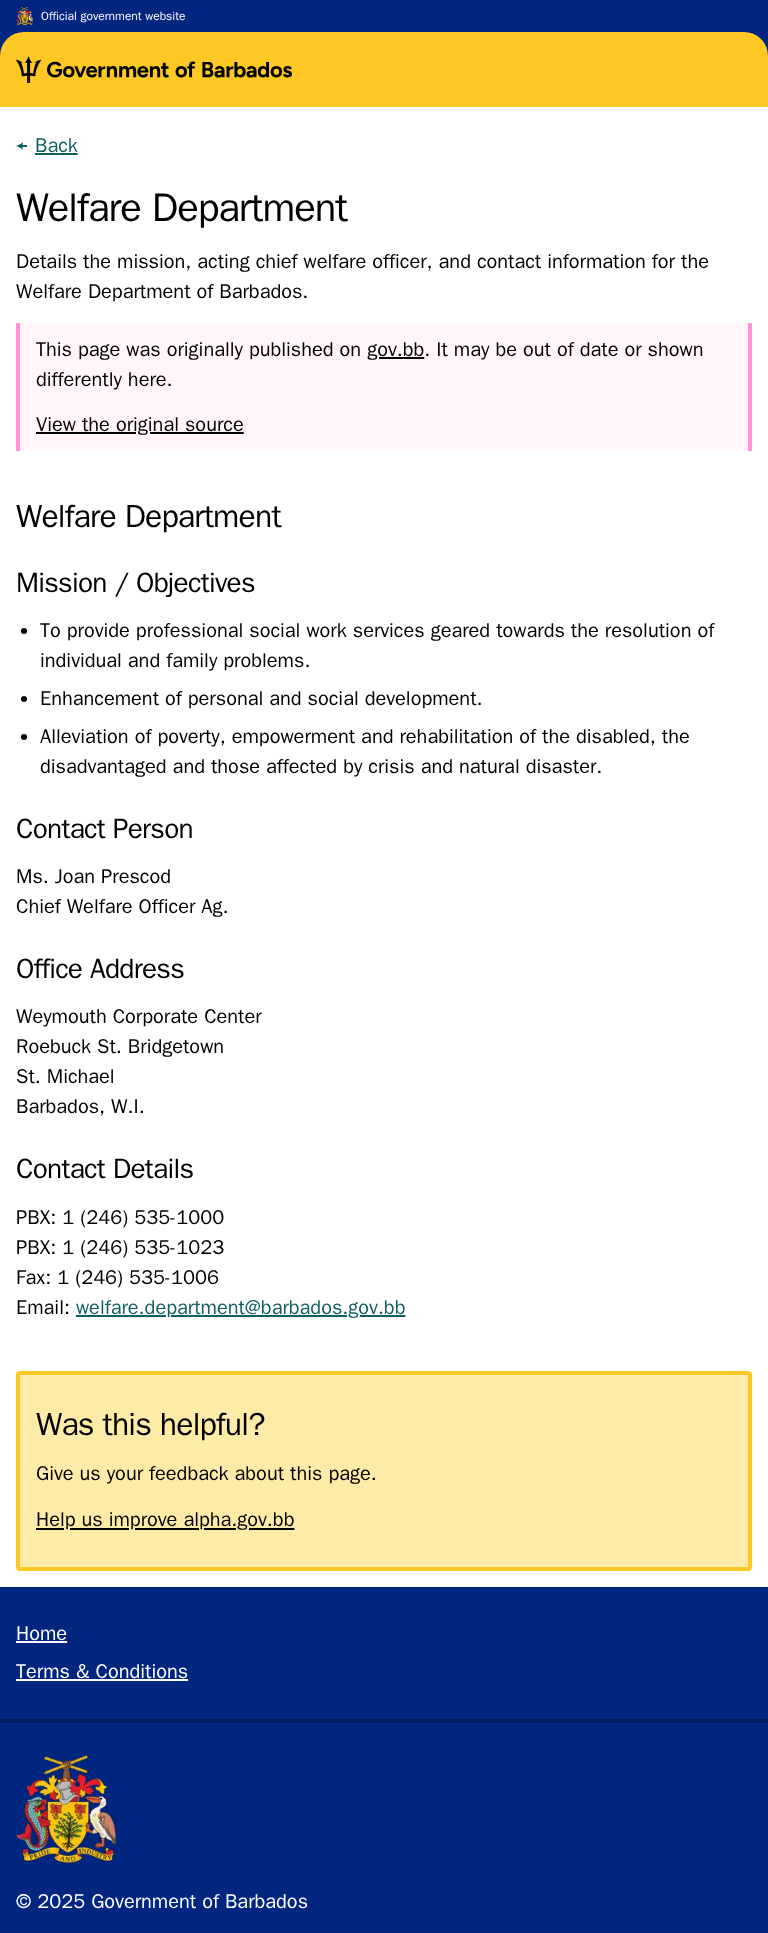 Official government website
Government of Barbados
← Back
Welfare Department
Details the mission, acting chief welfare officer, and contact information for the
Welfare Department of Barbados.
This page was originally published on gov.bb. It may be out of date or shown
differently here.
View the original source
Welfare Department
Mission / Objectives
• To provide professional social work services geared towards the resolution of
individual and family problems.
• Enhancement of personal and social development.
• Alleviation of poverty, empowerment and rehabilitation of the disabled, the
disadvantaged and those affected by crisis and natural disaster.
Contact Person
Ms. Joan Prescod
Chief Welfare Officer Ag.
Office Address
Weymouth Corporate Center
Roebuck St. Bridgetown
St. Michael
Barbados, W.I.
Contact Details
PBX: 1 (246) 535-1000
PBX: 1 (246) 535-1023
Fax: 1 (246) 535-1006
Email: welfare.department@barbados.gov.bb
Was this helpful?
Give us your feedback about this page.
Help us improve alpha.gov.bb
Home
Terms & Conditions
PRIDE AND INDUSTRY
© 2025 Government of Barbados